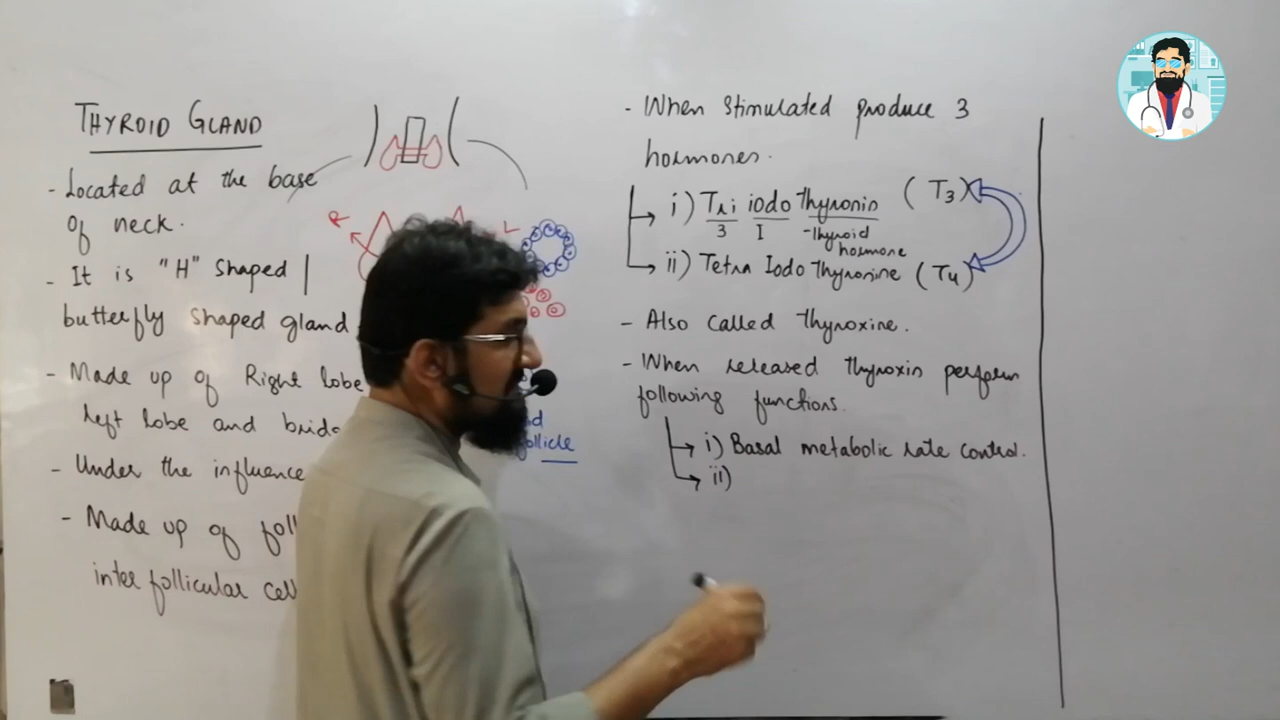 THYROID GLAND
- Located at the base
of neck.
- It is "H" shaped |
butterfly shaped gland
- Made up of Right lobe
left lobe and
- Under the influence
- Made up of
inter follicular
R
L
follicle
- When stimulated produce 3
hormones.
i) Tri iodo thyronin (T3)
3 I -thyroid
hormone
ii) Tetra Iodo thyronine (T4)
- Also called thyroxine.
- When released thyroxin perform
following functions.
i) Basal metabolic rate control.
ii)